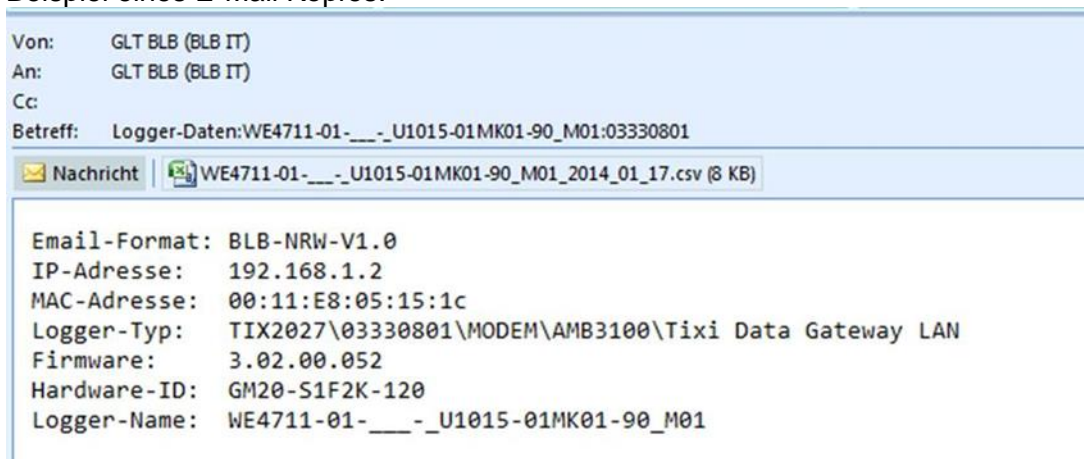 Von: GLT BLB (BLB IT)
An: GLT BLB (BLB IT)
Cc:
Betreff: Logger-Daten:WE4711-01-___-_U1015-01MK01-90_M01:03330801
Nachricht WE4711-01-___-_U1015-01MK01-90_M01_2014_01_17.csv (8 KB)
Email-Format: BLB-NRW-V1.0
IP-Adresse: 192.168.1.2
MAC-Adresse: 00:11:E8:05:15:1c
Logger-Typ: TIX2027\03330801\MODEM\AMB3100\Tixi Data Gateway LAN
Firmware: 3.02.00.052
Hardware-ID: GM20-S1F2K-120
Logger-Name: WE4711-01-___-_U1015-01MK01-90_M01